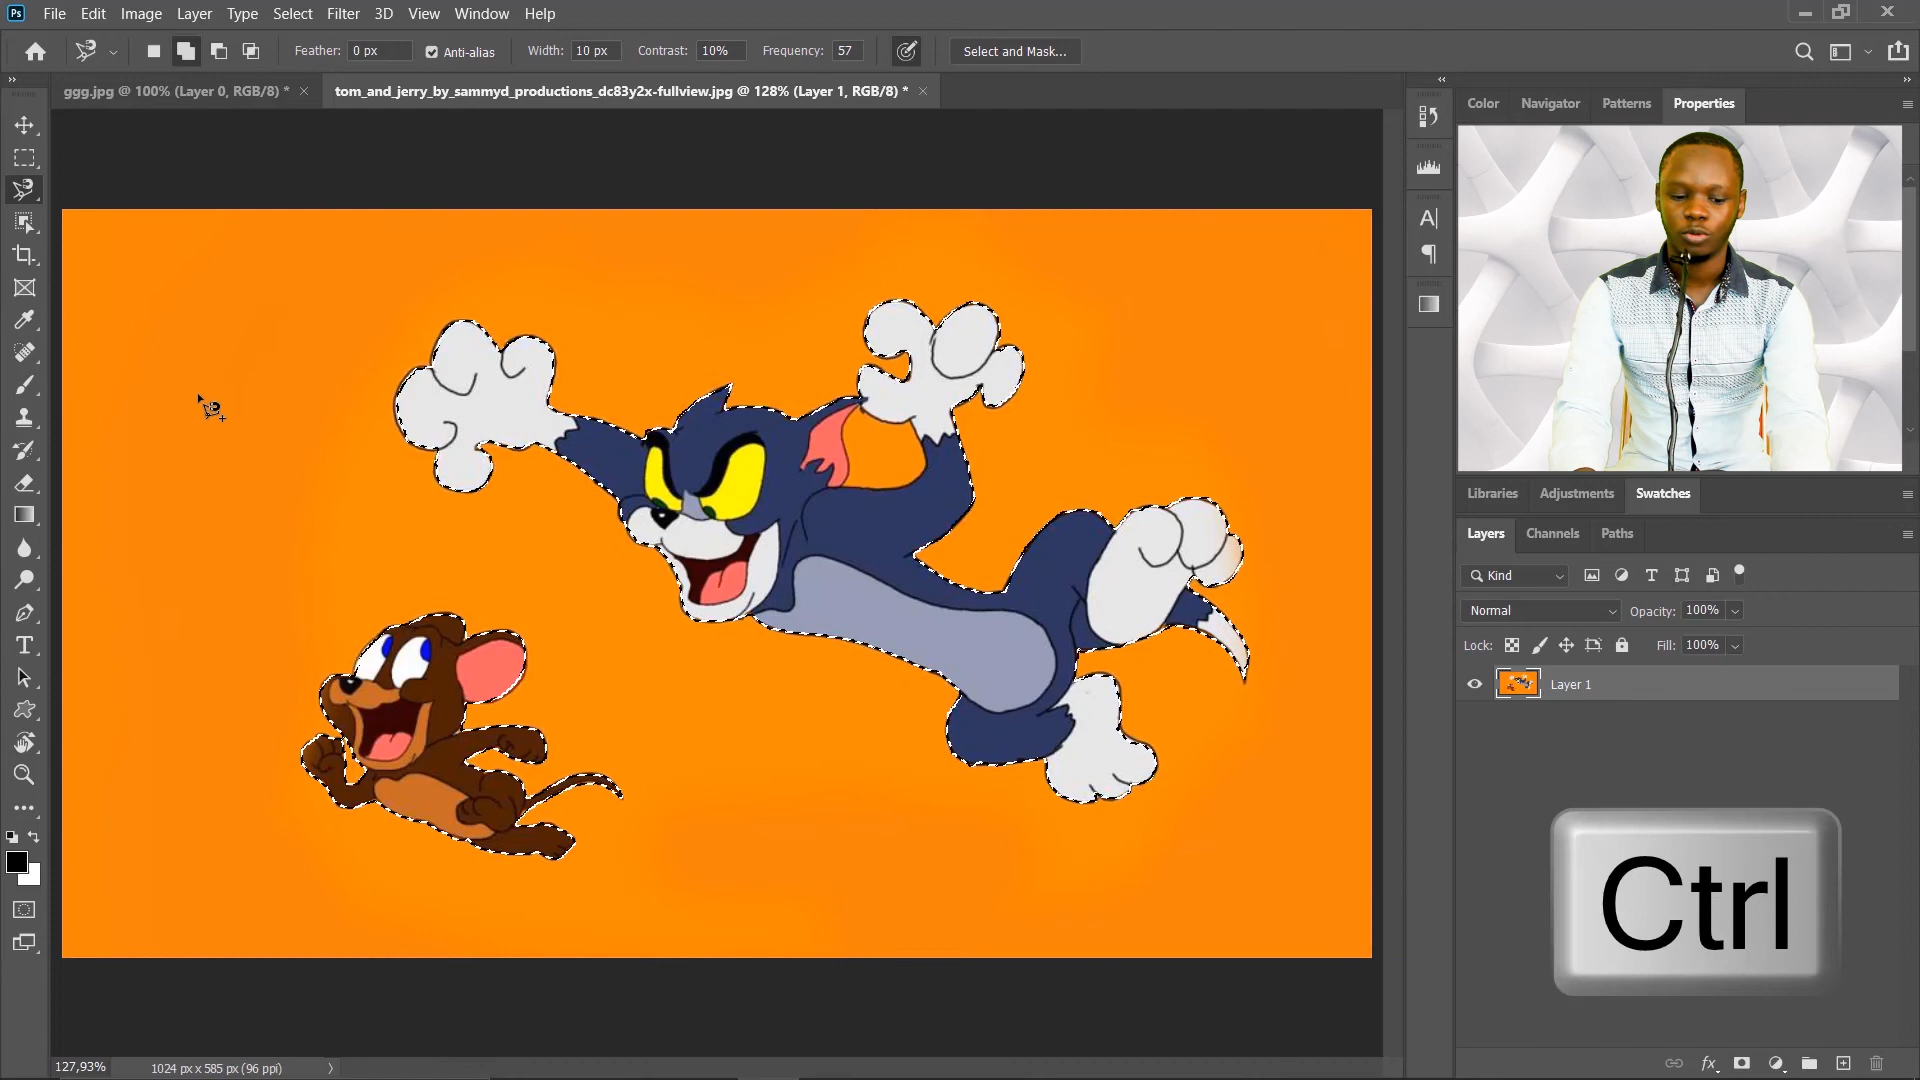 Ps File Edit Image Layer Type Select Filter 3D View Window Help
Feather: 0 px Anti-alias Width: 10 px Contrast: 10% Frequency: 57 Select and Mask...
ggg.jpg @ 100% (Layer 0, RGB/8) * tom_and_jerry_by_sammyd_productions_dc83y2x-fullview.jpg @ 128% (Layer 1, RGB/8) *
Color Navigator Patterns Properties
Libraries Adjustments Swatches
Layers Channels Paths
Kind
Normal Opacity: 100%
Lock: Fill: 100%
Layer 1
Ctrl
127,93% 1024 px x 585 px (96 ppi)